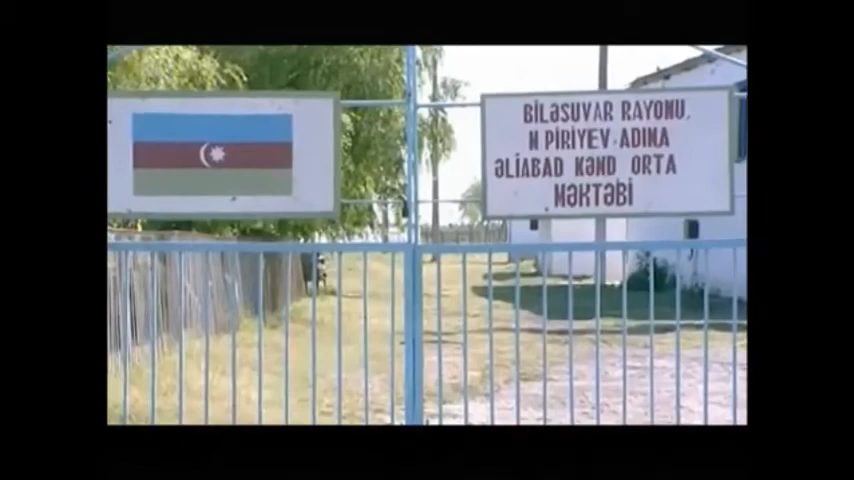 BİLƏSUVAR RAYONU.
N PİRİYEV ADINA
ƏLİABAD KƏND ORTA
MƏKTƏBİ